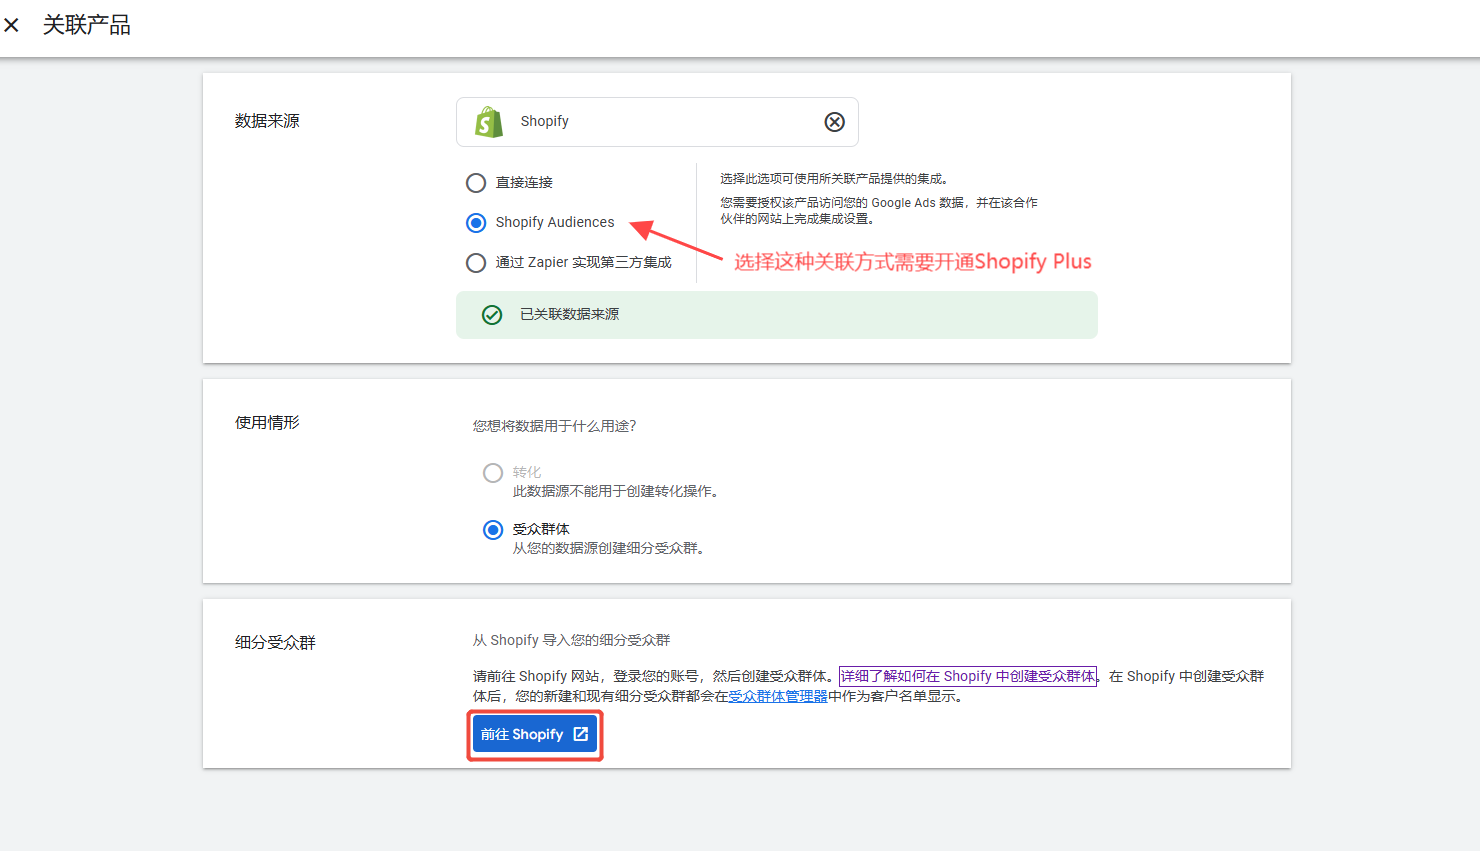 关联产品
数据来源
Shopify
直接连接
Shopify Audiences
通过 Zapier 实现第三方集成
选择此选项可使用所关联产品提供的集成。
您需要授权该产品访问您的 Google Ads 数据，并在该合作
伙伴的网站上完成集成设置。
选择这种关联方式需要开通Shopify Plus
已关联数据来源
使用情形
您想将数据用于什么用途？
转化
此数据源不能用于创建转化操作。
受众群体
从您的数据源创建细分受众群。
细分受众群
从 Shopify 导入您的细分受众群
请前往 Shopify 网站，登录您的账号，然后创建受众群体。详细了解如何在 Shopify 中创建受众群体。在 Shopify 中创建受众群
体后，您的新建和现有细分受众群都会在受众群体管理器中作为客户名单显示。
前往 Shopify